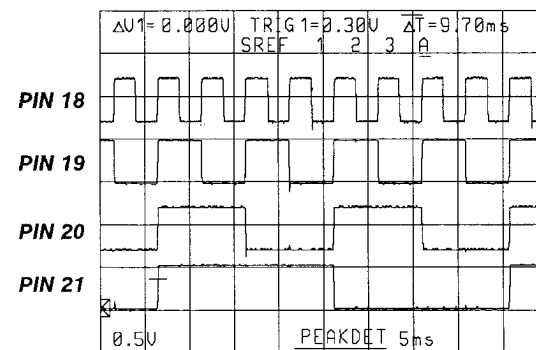 ΔV1= 0.000V TRIG1=0.30V ΔT=9.70ms
SREF 1 2 3 A
PIN 18
PIN 19
PIN 20
PIN 21
0.5V PEAKDET 5ms